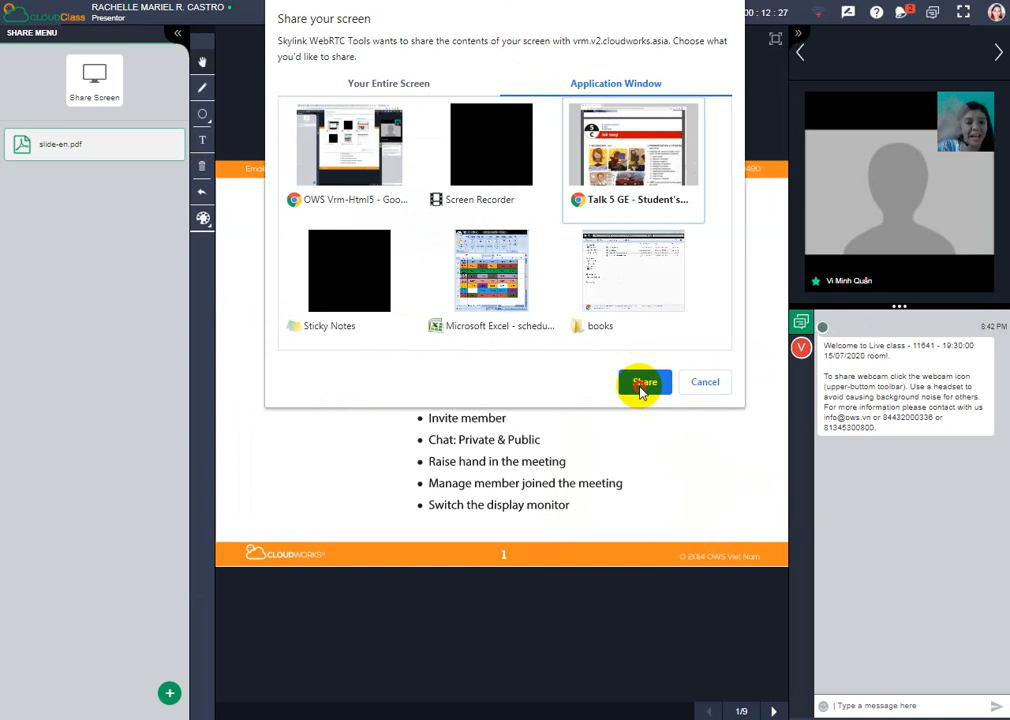 CLOUDClass
RACHELLE MARIEL R. CASTRO
Presentor
SHARE MENU
Share Screen
slide-en.pdf
Share your screen
Skylink WebRTC Tools wants to share the contents of your screen with vrm.v2.cloudworks.asia. Choose what
you'd like to share.
Your Entire Screen
Application Window
OWS Vrm-Html5 - Goo...
Screen Recorder
Talk 5 GE - Student's...
Sticky Notes
Microsoft Excel - schedu...
books
Share
Cancel
Email
490
Invite member
Chat: Private & Public
Raise hand in the meeting
Manage member joined the meeting
Switch the display monitor
CLOUDWORKS
1
© 2014 OWS Viet Nam
1/9
00 : 12 : 27
2
Vi Minh Quân
8:42 PM
V
Welcome to Live class - 11641 - 19:30:00
15/07/2020 room!.
To share webcam click the webcam icon
(upper-buttom toolbar). Use a headset to
avoid causing background noise for others.
For more information please contact with us
info@ows.vn or 84432000336 or
81345300800.
Type a message here